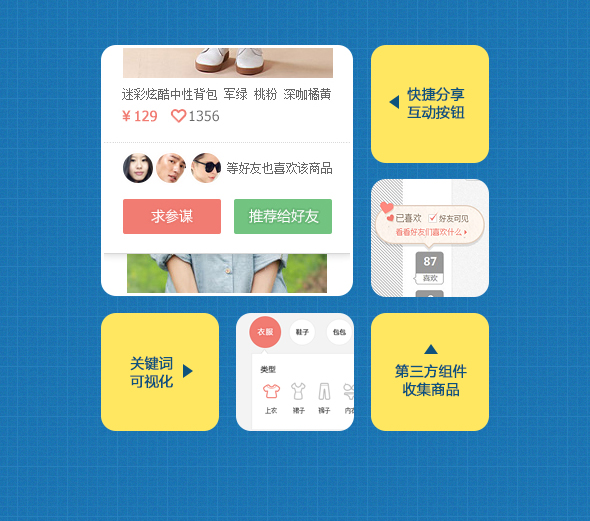 迷彩炫酷中性背包 军绿 桃粉 深咖橘黄
¥ 129 1356
等好友也喜欢该商品
求参谋
推荐给好友
快捷分享
互动按钮
已喜欢 好友可见
看看好友们喜欢什么
87
喜欢
关键词
可视化
衣服 鞋子 包包
类型
上衣 裙子 裤子
第三方组件
收集商品